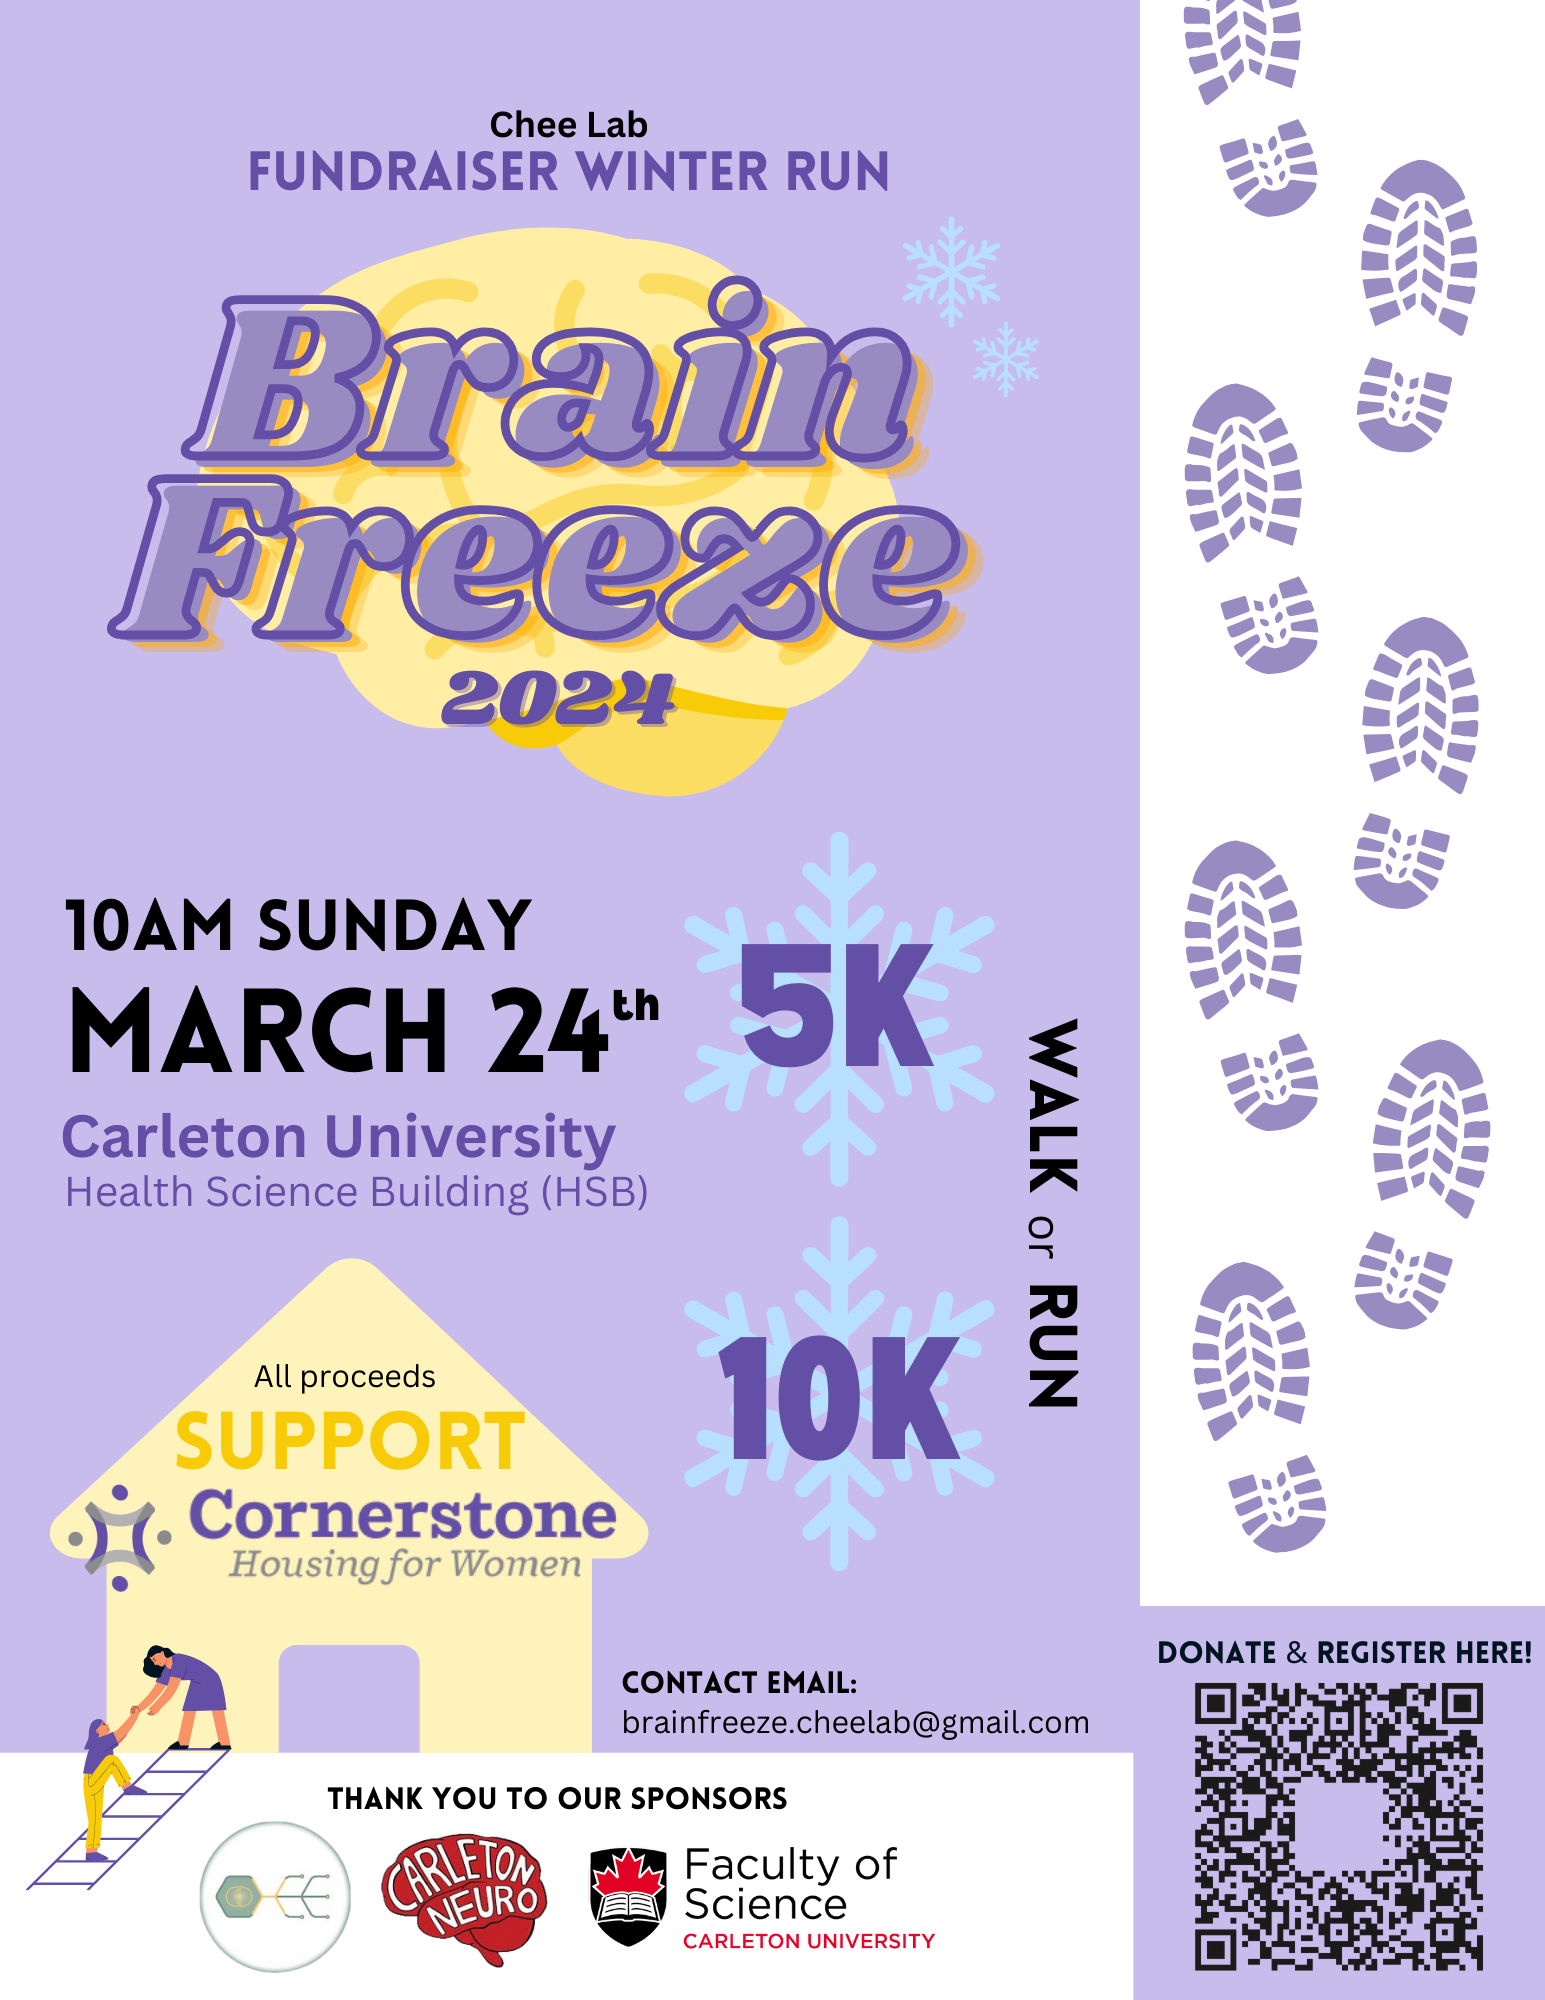 Chee Lab
FUNDRAISER WINTER RUN
Brain
Freeze
2024
10AM SUNDAY
MARCH 24th
Carleton University
Health Science Building (HSB)
5K
10K
WALK or RUN
All proceeds
SUPPORT
Cornerstone
Housing for Women
CONTACT EMAIL:
brainfreeze.cheelab@gmail.com
DONATE & REGISTER HERE!
THANK YOU TO OUR SPONSORS
CARLETON
NEURO
Faculty of
Science
CARLETON UNIVERSITY